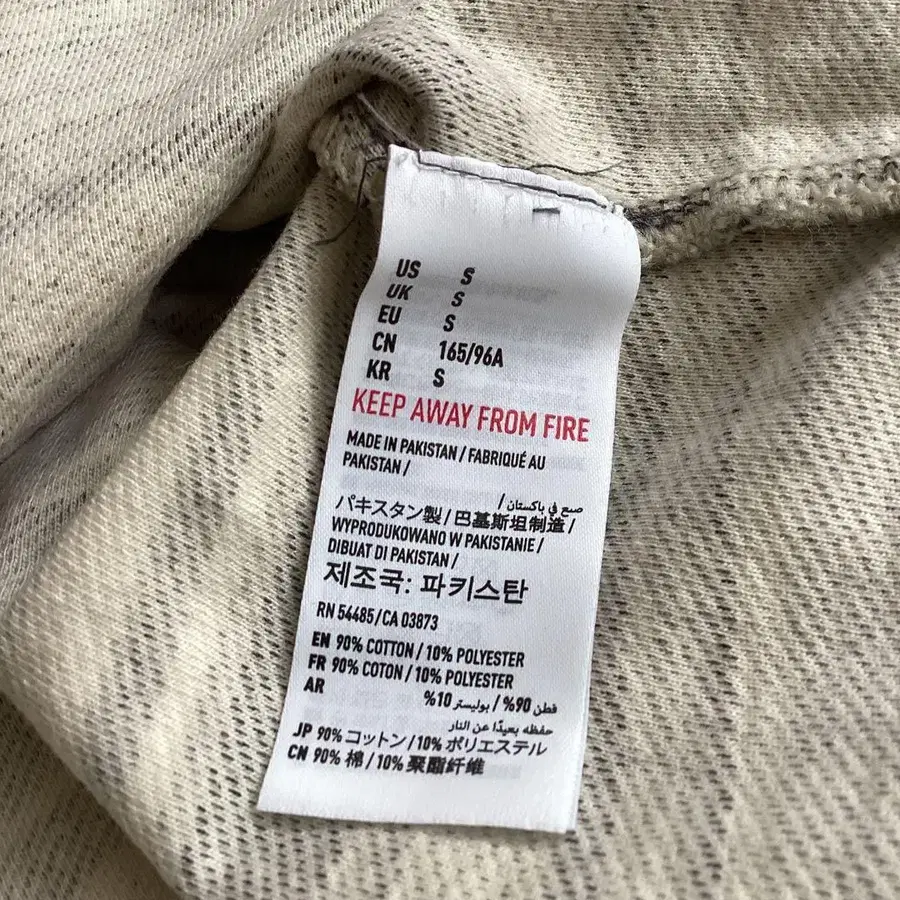 US S
UK S
EU S
CN 165/96A
KR S
KEEP AWAY FROM FIRE
MADE IN PAKISTAN / FABRIQUÉ AU
PAKISTAN /
صنع في باكستان /
パキスタン製 / 巴基斯坦制造 /
WYPRODUKOWANO W PAKISTANIE /
DIBUAT DI PAKISTAN /
제조국: 파키스탄
RN 54485/CA 03873
EN 90% COTTON / 10% POLYESTER
FR 90% COTON / 10% POLYESTER
AR
قطن 90% / بوليستر 10%
حفظه بعيدًا عن النار
JP 90% コットン / 10% ポリエステル
CN 90% 棉 / 10% 聚酯纤维